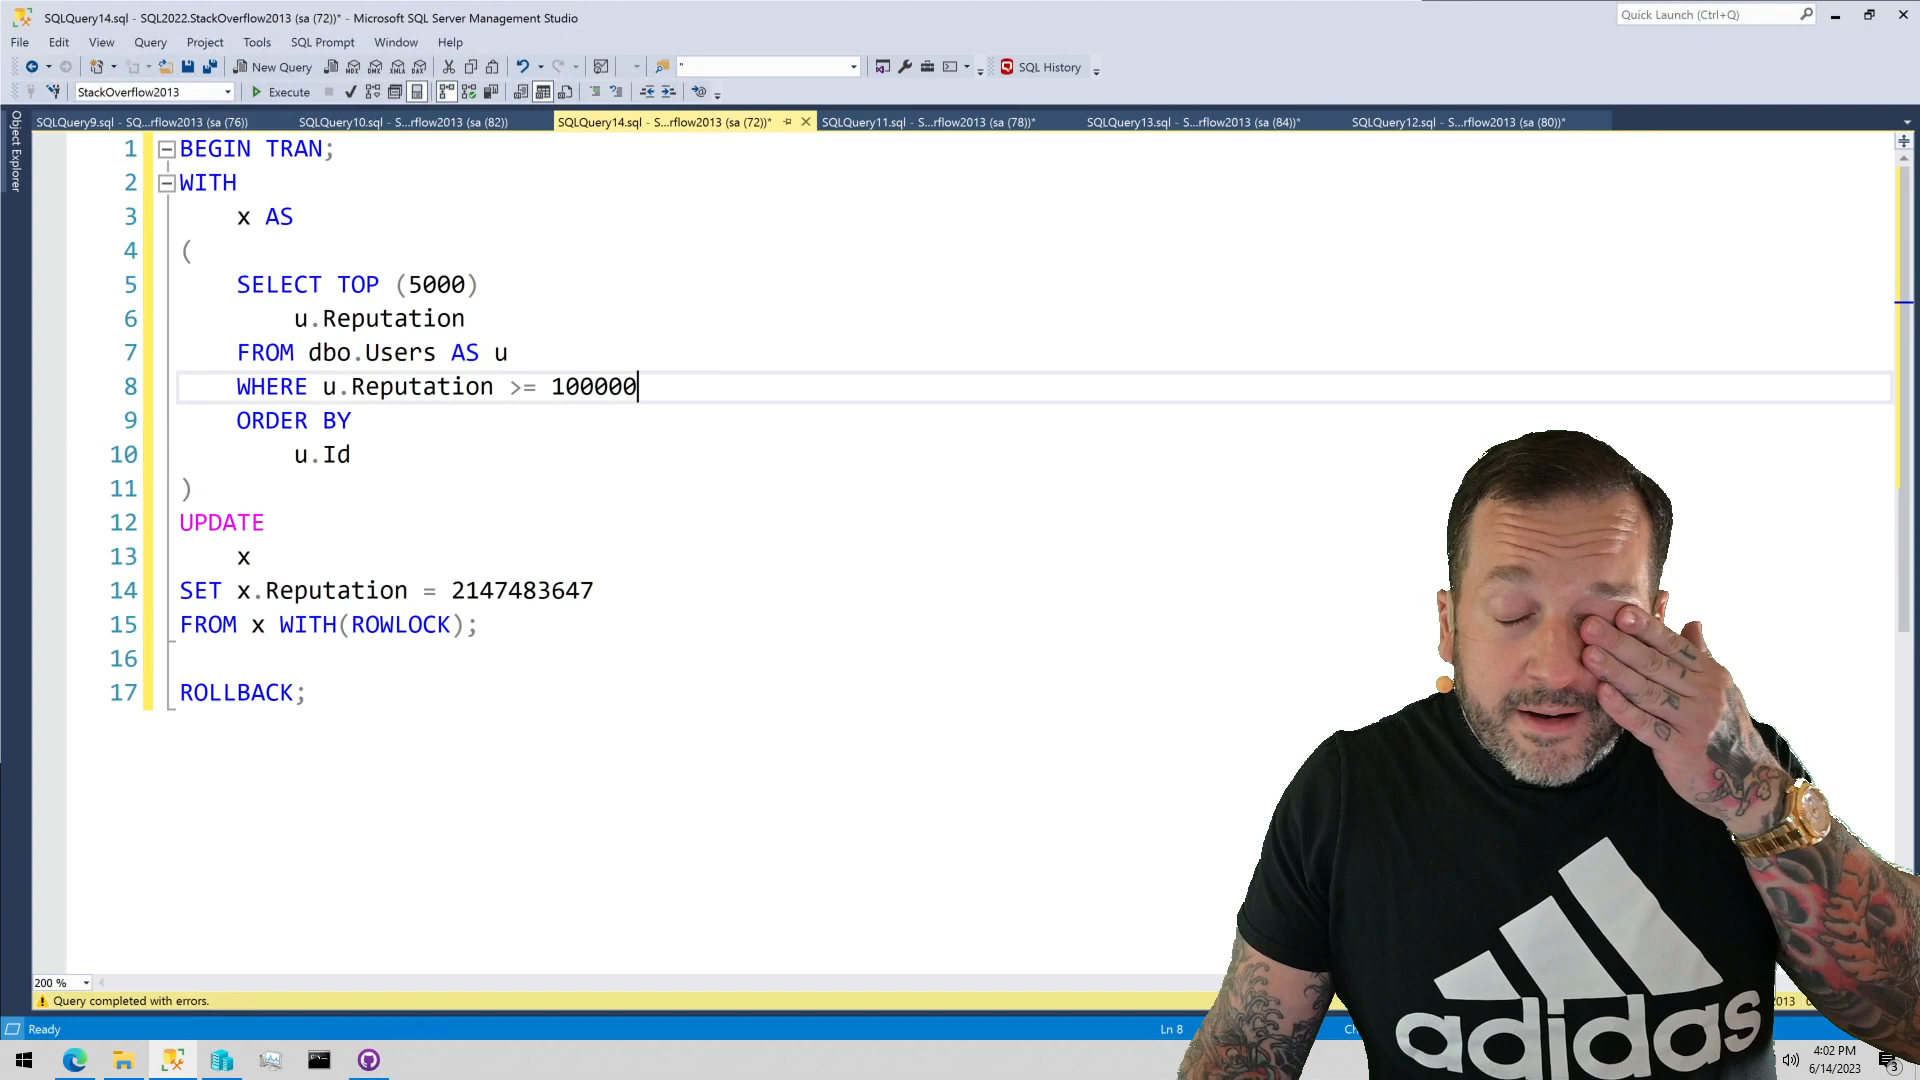 SQLQuery14.sql - SQL2022.StackOverflow2013 (sa (72))* - Microsoft SQL Server Management Studio
Quick Launch (Ctrl+Q)
File Edit View Query Project Tools SQL Prompt Window Help
New Query
"
SQL History
StackOverflow2013
Execute
Object Explorer
SQLQuery9.sql - SQ...rflow2013 (sa (76))
SQLQuery10.sql - S...rflow2013 (sa (82))
SQLQuery14.sql - S...rflow2013 (sa (72))*
SQLQuery11.sql - S...rflow2013 (sa (78))*
SQLQuery13.sql - S...rflow2013 (sa (84))*
SQLQuery12.sql - S...rflow2013 (sa (80))*
1 BEGIN TRAN;
2 WITH
3 x AS
4 (
5 SELECT TOP (5000)
6 u.Reputation
7 FROM dbo.Users AS u
8 WHERE u.Reputation >= 100000
9 ORDER BY
10 u.Id
11 )
12 UPDATE
13 x
14 SET x.Reputation = 2147483647
15 FROM x WITH(ROWLOCK);
16
17 ROLLBACK;
200 %
Query completed with errors.
Ready
Ln 8
adidas
4:02 PM
6/14/2023
3